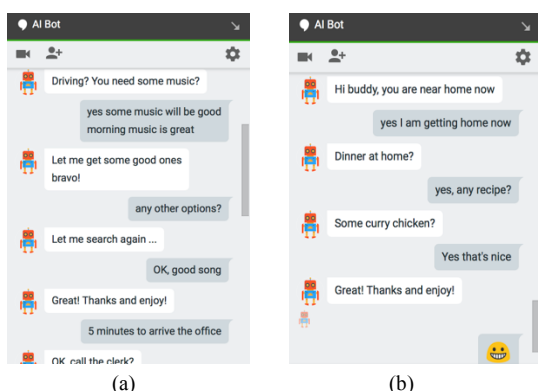 AI Bot
Driving? You need some music?
yes some music will be good
morning music is great
Let me get some good ones
bravo!
any other options?
Let me search again ...
OK, good song
Great! Thanks and enjoy!
5 minutes to arrive the office
OK, call the clerk?
(a)
AI Bot
Hi buddy, you are near home now
yes I am getting home now
Dinner at home?
yes, any recipe?
Some curry chicken?
Yes that's nice
Great! Thanks and enjoy!
(b)